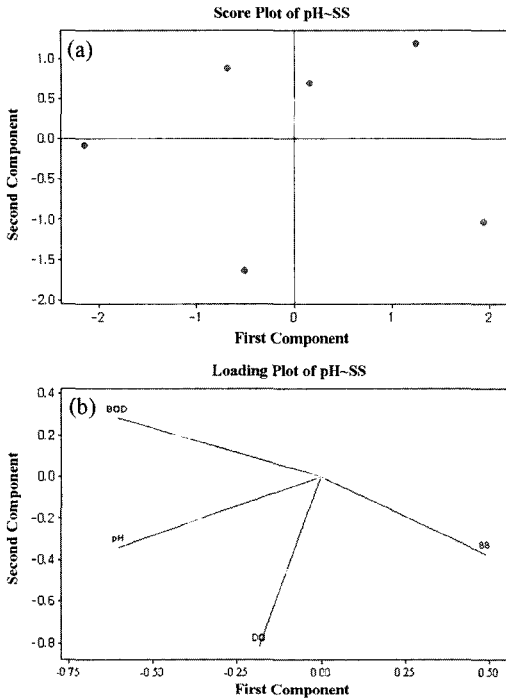 Score Plot of pH~SS
(a)
1.0
0.5
0.0
-0.5
-1.0
-1.5
-2.0
Second Component
-2
-1
0
1
2
First Component
Loading Plot of pH~SS
(b)
0.4
0.2
0.0
-0.2
-0.4
-0.6
-0.8
Second Component
BOD
pH
DO
SS
-0.75
-0.50
-0.25
0.00
0.25
0.50
First Component